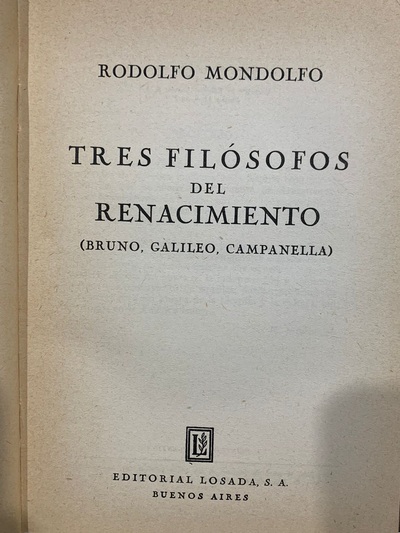 RODOLFO MONDOLFO
TRES FILÓSOFOS
DEL
RENACIMIENTO
(BRUNO, GALILEO, CAMPANELLA)
L
EDITORIAL LOSADA, S. A.
BUENOS AIRES